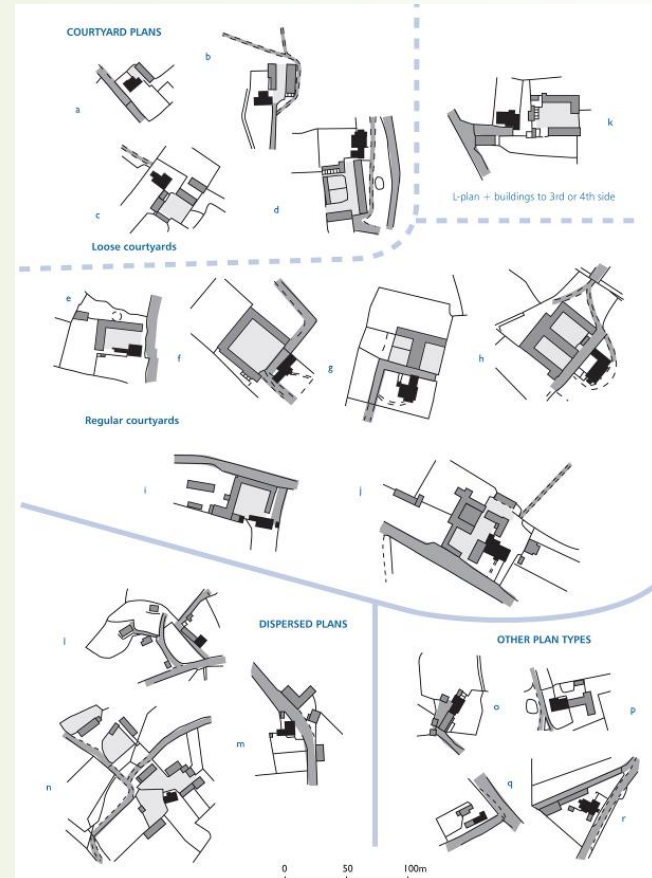 COURTYARD PLANS
a
b
c
d
Loose courtyards
k
L-plan + buildings to 3rd or 4th side
e
f
g
h
Regular courtyards
i
j
DISPERSED PLANS
l
m
n
OTHER PLAN TYPES
o
p
q
r
0 50 100m